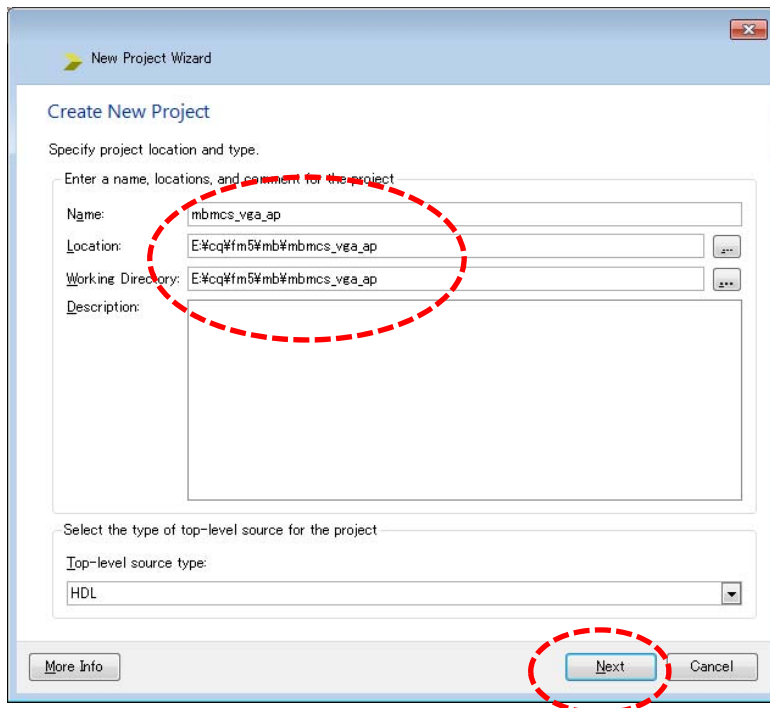 New Project Wizard
Create New Project
Specify project location and type.
Enter a name, locations, and comment for the project
Name: mbmcs_vga_ap
Location: E:¥cq¥fm5¥mb¥mbmcs_vga_ap ...
Working Directory: E:¥cq¥fm5¥mb¥mbmcs_vga_ap ...
Description:
Select the type of top-level source for the project
Top-level source type:
HDL
More Info Next Cancel